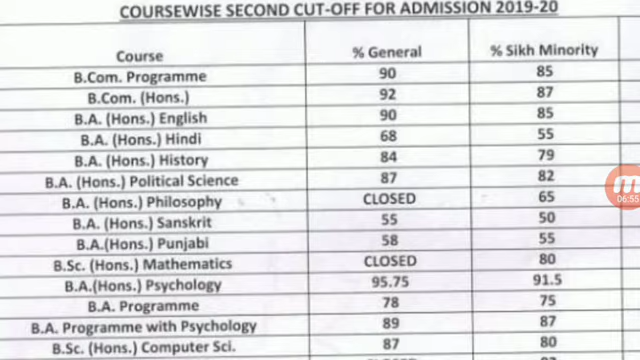 COURSEWISE SECOND CUT-OFF FOR ADMISSION 2019-20
Course % General % Sikh Minority
B.Com. Programme 90 85
B.Com. (Hons.) 92 87
B.A. (Hons.) English 90 85
B.A. (Hons.) Hindi 68 55
B.A. (Hons.) History 84 79
B.A. (Hons.) Political Science 87 82
B.A. (Hons.) Philosophy CLOSED 65
B.A. (Hons.) Sanskrit 55 50
B.A.(Hons.) Punjabi 58 55
B.Sc. (Hons.) Mathematics CLOSED 80
B.A.(Hons.) Psychology 95.75 91.5
B.A. Programme 78 75
B.A. Programme with Psychology 89 87
B.Sc. (Hons.) Computer Sci. 87 80
06:55